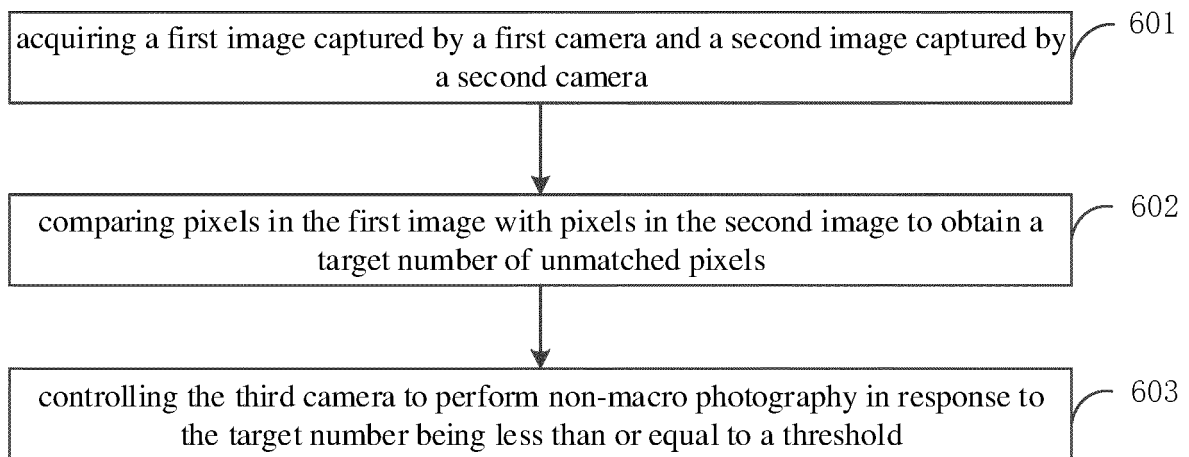 acquiring a first image captured by a first camera and a second image captured by
a second camera
601
comparing pixels in the first image with pixels in the second image to obtain a
target number of unmatched pixels
602
controlling the third camera to perform non-macro photography in response to
the target number being less than or equal to a threshold
603